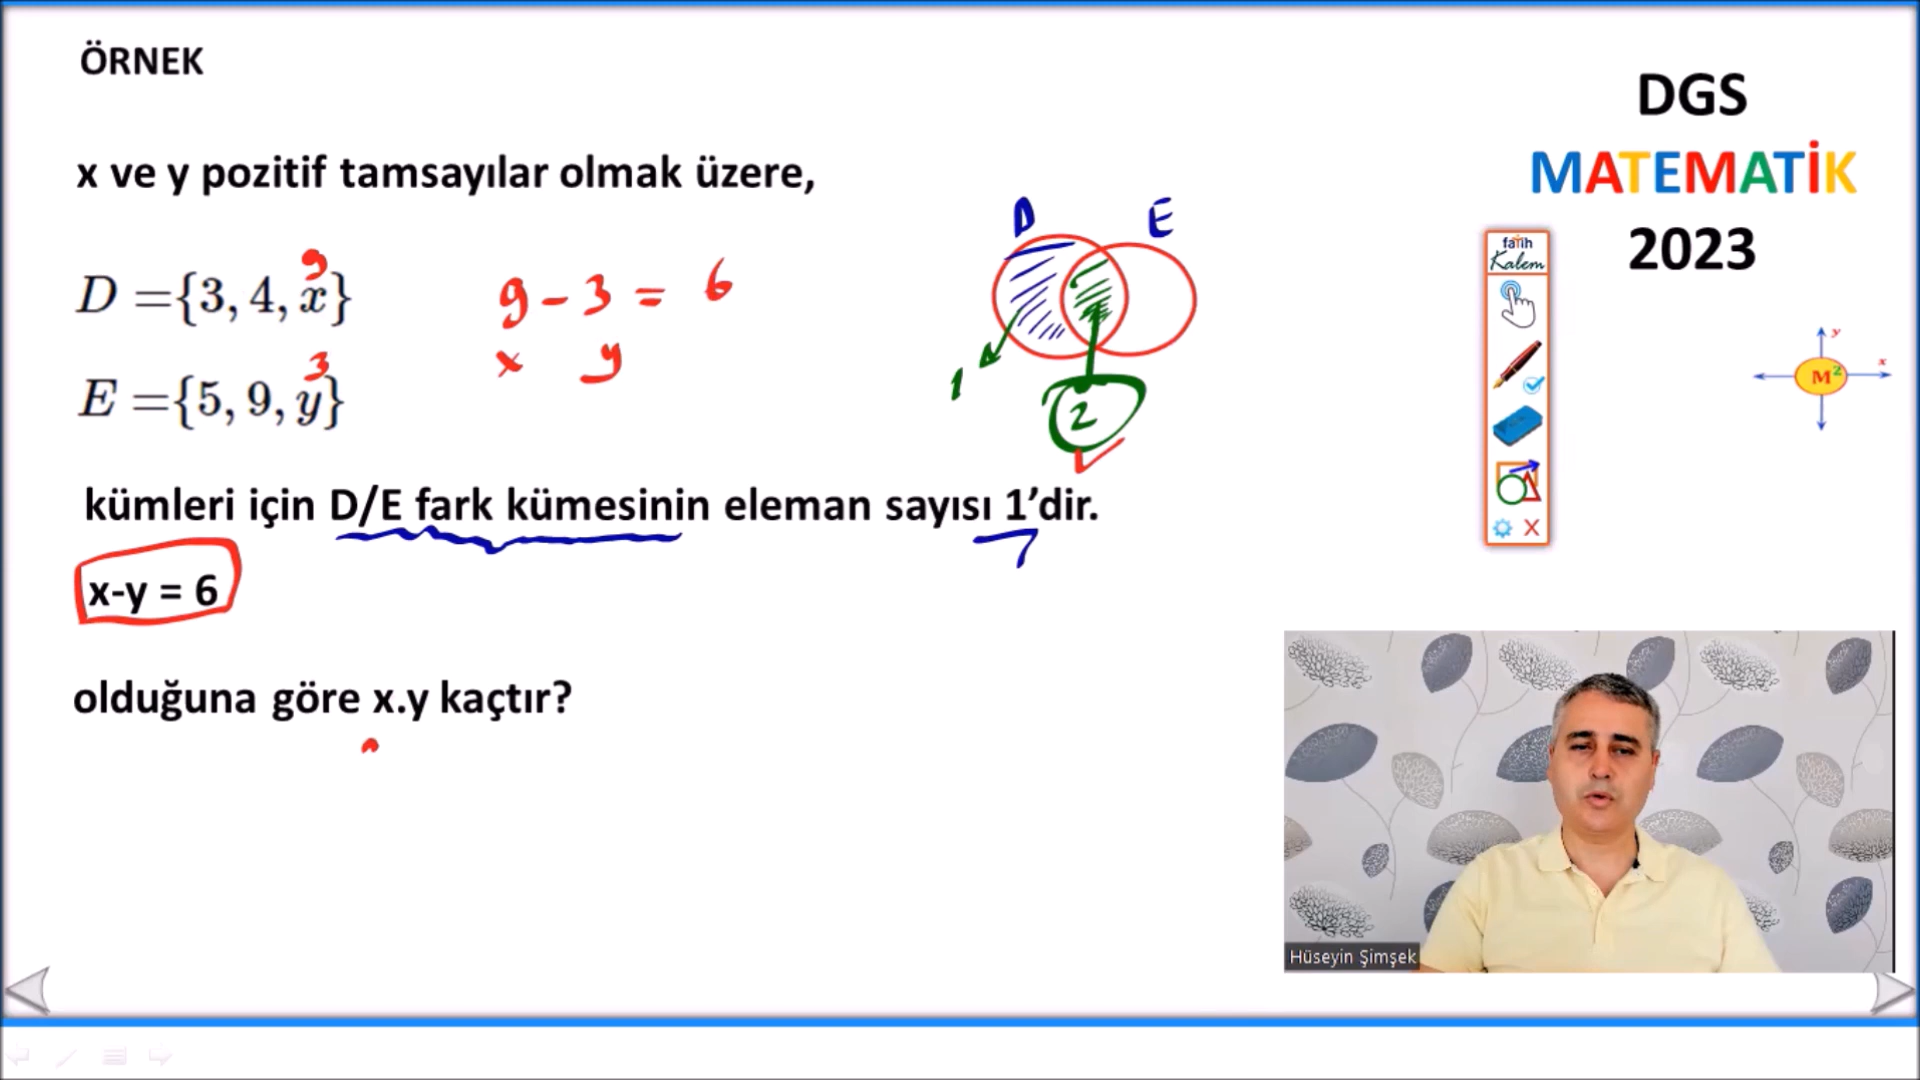 ÖRNEK
x ve y pozitif tamsayılar olmak üzere,
9
D ={3, 4, x}
3
E ={5, 9, y}
9 - 3 = 6
x y
D E
1
2
kümleri için D/E fark kümesinin eleman sayısı 1’dir.
x-y = 6
olduğuna göre x.y kaçtır?
DGS
MATEMATİK
2023
fatih
Kalem
y
x
M²
Hüseyin Şimşek